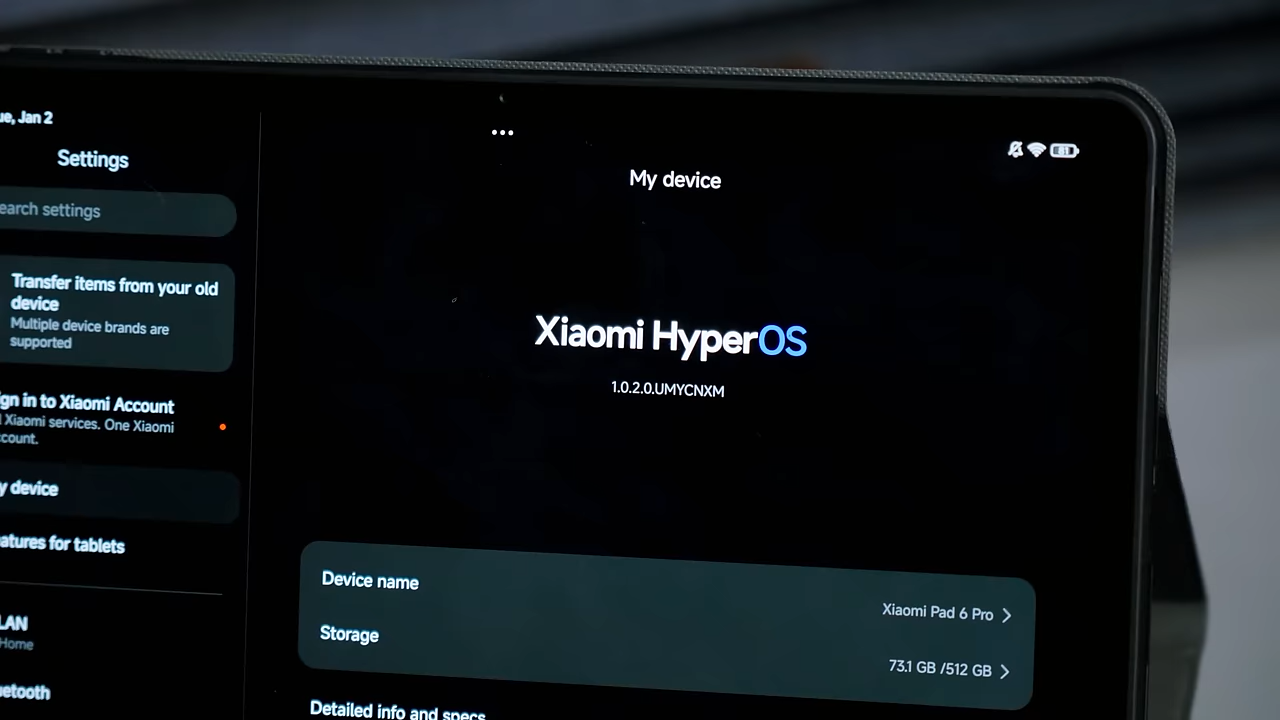 ue, Jan 2
Settings
earch settings
Transfer items from your old
device
Multiple device brands are
supported
gn in to Xiaomi Account
Xiaomi services. One Xiaomi
count.
y device
atures for tablets
LAN
Home
uetooth
My device
81
Xiaomi HyperOS
1.0.2.0.UMYCNXM
Device name
Xiaomi Pad 6 Pro
Storage
73.1 GB /512 GB
Detailed info and specs